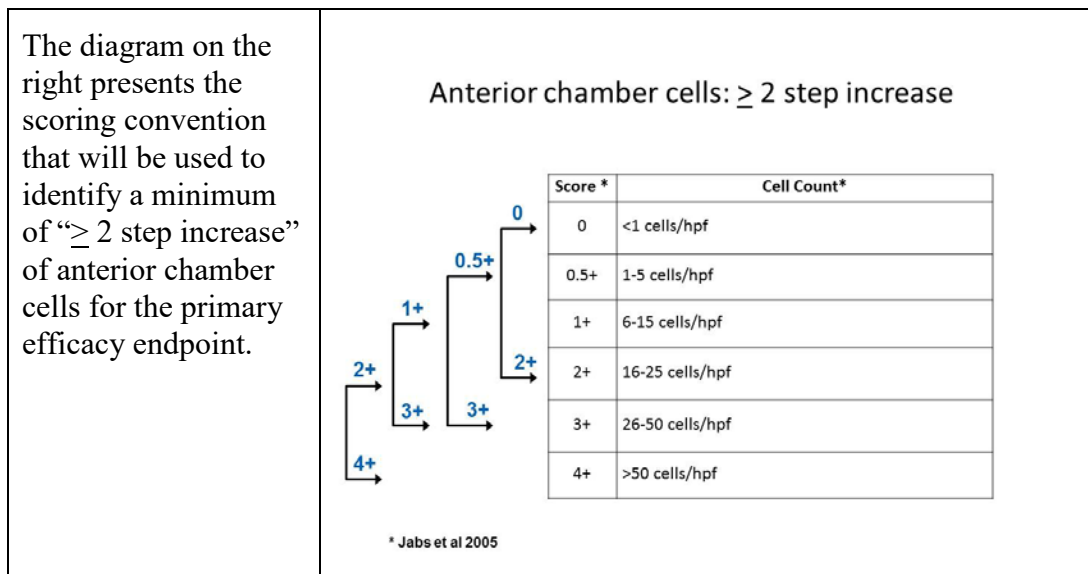 The diagram on the
right presents the
scoring convention
that will be used to
identify a minimum
of “≥ 2 step increase”
of anterior chamber
cells for the primary
efficacy endpoint.
Anterior chamber cells: ≥ 2 step increase
Score * Cell Count*
0 <1 cells/hpf
0.5+ 1-5 cells/hpf
1+ 6-15 cells/hpf
2+ 16-25 cells/hpf
3+ 26-50 cells/hpf
4+ >50 cells/hpf
0
0.5+
1+
2+
2+
3+
3+
4+
* Jabs et al 2005